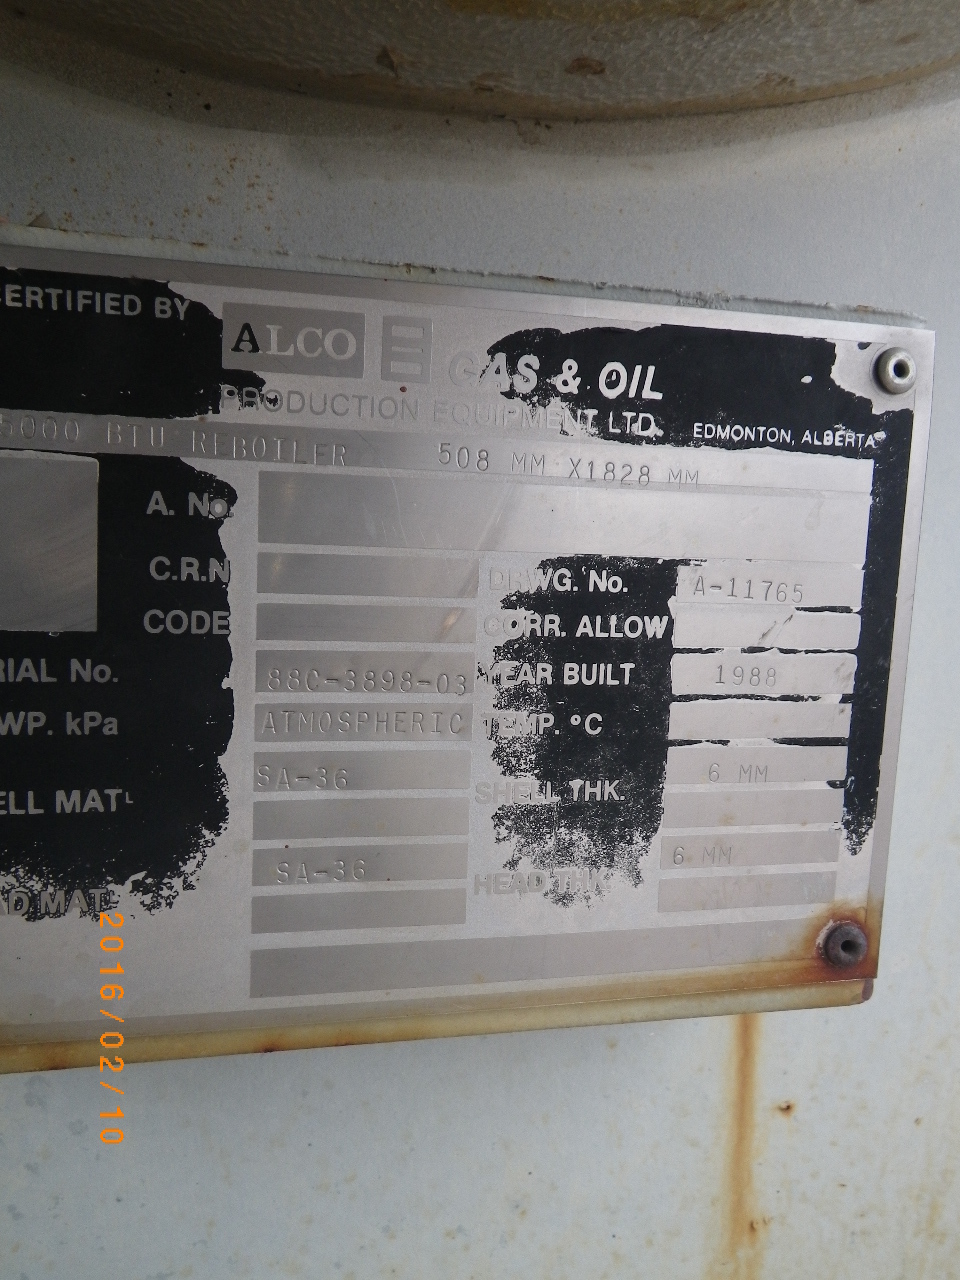 CERTIFIED BY ALCO GAS & OIL
PRODUCTION EQUIPMENT LTD. EDMONTON, ALBERTA
5000 BTU REBOILER 508 MM X1828 MM
A. No.
C.R.N DRWG. No. A-11765
CODE CORR. ALLOW
RIAL No. 88C-3898-03 YEAR BUILT 1988
WP. kPa ATMOSPHERIC TEMP. °C
ELL MAT'L SA-36 SHELL THK. 6 MM
AD MAT'L SA-36 HEAD THK. 6 MM
2016/02/10